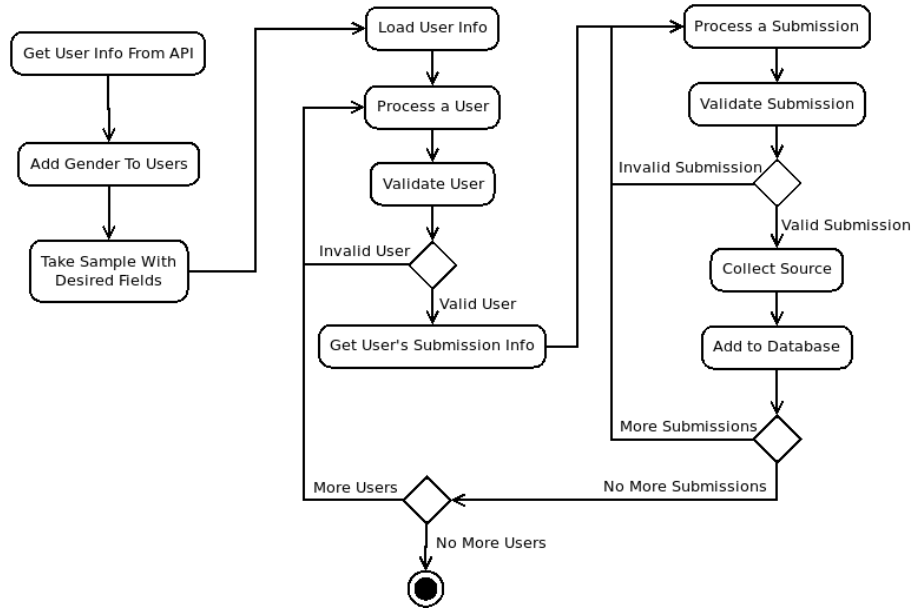 Get User Info From API
Add Gender To Users
Take Sample With
Desired Fields
Load User Info
Process a User
Validate User
Invalid User
Valid User
Get User's Submission Info
More Users
No More Users
Process a Submission
Validate Submission
Invalid Submission
Valid Submission
Collect Source
Add to Database
More Submissions
No More Submissions